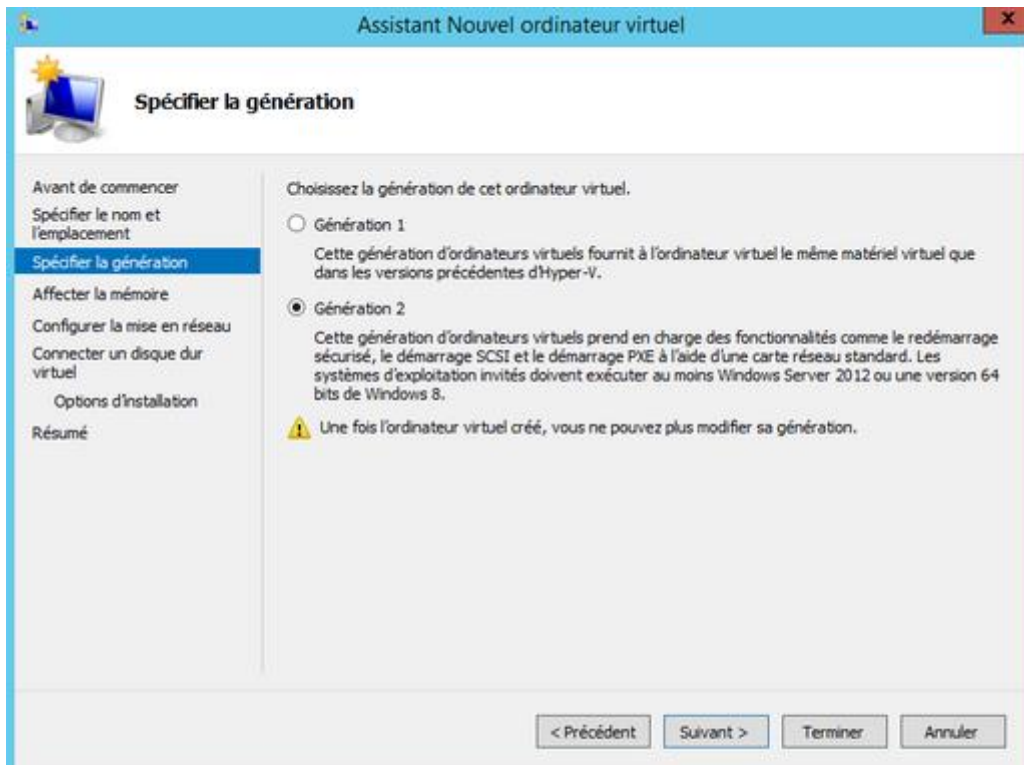 Assistant Nouvel ordinateur virtuel
Spécifier la génération
Avant de commencer
Spécifier le nom et
l'emplacement
Spécifier la génération
Affecter la mémoire
Configurer la mise en réseau
Connecter un disque dur
virtuel
Options d'installation
Résumé
Choisissez la génération de cet ordinateur virtuel.
Génération 1
Cette génération d'ordinateurs virtuels fournit à l'ordinateur virtuel le même matériel virtuel que
dans les versions précédentes d'Hyper-V.
Génération 2
Cette génération d'ordinateurs virtuels prend en charge des fonctionnalités comme le redémarrage
sécurisé, le démarrage SCSI et le démarrage PXE à l'aide d'une carte réseau standard. Les
systèmes d'exploitation invités doivent exécuter au moins Windows Server 2012 ou une version 64
bits de Windows 8.
Une fois l'ordinateur virtuel créé, vous ne pouvez plus modifier sa génération.
< Précédent
Suivant >
Terminer
Annuler